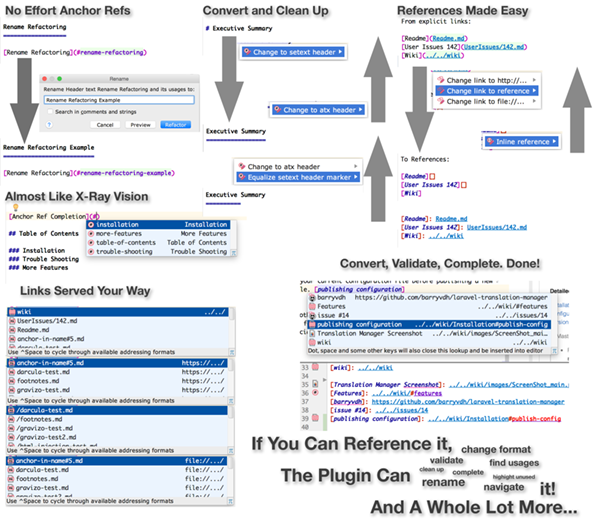 No Effort Anchor Refs
Rename Refactoring
==================
[Rename Refactoring](#rename-refactoring)
Rename
Rename Header text Rename Refactoring and its usages to:
Rename Refactoring Example
Search in comments and strings
?
Cancel
Preview
Refactor
Rename Refactoring Example
[Rename Refactoring](#rename-refactoring-example)
Convert and Clean Up
# Executive Summary
Change to setext header
Change to atx header
Executive Summary
Change to atx header
Equalize setext header marker
Executive Summary
References Made Easy
From explicit links:
[Readme](Readme.md)
[User Issues 142](UserIssues/142.md)
[Wiki](../../wiki)
Change link to http://...
Change link to reference
Change link to file://...
Inline reference
To References:
[Readme][]
[User Issues 142][]
[Wiki]
[Readme]: Readme.md
[User Issues 142]: UserIssues/142.md
[Wiki]: ../../wiki
Almost Like X-Ray Vision
[Anchor Ref Completion](#)
installation Installation
more-features More Features
table-of-contents Table of Contents
trouble-shooting Trouble Shooting
## Table of Contents
### Installation
### Trouble Shooting
### More Features
Links Served Your Way
wiki ../../
UserIssues/142.md
Readme.md
anchor-in-name#5.md
Use ^Space to cycle through available addressing formats
anchor-in-name#5.md https:/.../
darcula-test.md https:/.../
footnotes.md https:/.../
gravizo-test.md https:/.../
Use ^Space to cycle through available addressing formats
/darcula-test.md
/footnotes.md
/gravizo-test.md
/gravizo-test2.md
Use ^Space to cycle through available addressing formats
anchor-in-name#5.md file://.../
darcula-test.md file://.../
footnotes.md file://.../
gravizo-test.md file://.../
gravizo-test2.md file://.../
Use ^Space to cycle through available addressing formats
Convert, Validate, Complete. Done!
your current configuration file before publishing a new
le. [publishing configuration]
barryvdh https://github.com/barryvdh/laravel-translation-manager
Features ../../wiki/#features
issue #14 ../../issues/14
publishing configuration ../../wiki/Installation#publish-config
Translation Manager Screenshot ../../wiki/images/ScreenShot_main.
wiki ../../wiki
Dot, space and some other keys will also close this lookup and be inserted into editor
Detailed
33 [wiki]: ../../wiki
34
35 [Translation Manager Screenshot]: ../../wiki/images/ScreenShot_main.
36 [features]: ../../wiki/#features
37 [barryvdh]: https://github.com/barryvdh/laravel-translation-manager
38 [issue #14]: ../../issues/14
39 [publishing configuration]: ../../wiki/Installation#publish-config
40
If You Can Reference it,
The Plugin Can
change format
validate
find usages
clean up
complete
highlight unused
rename
navigate
it!
And A Whole Lot More...